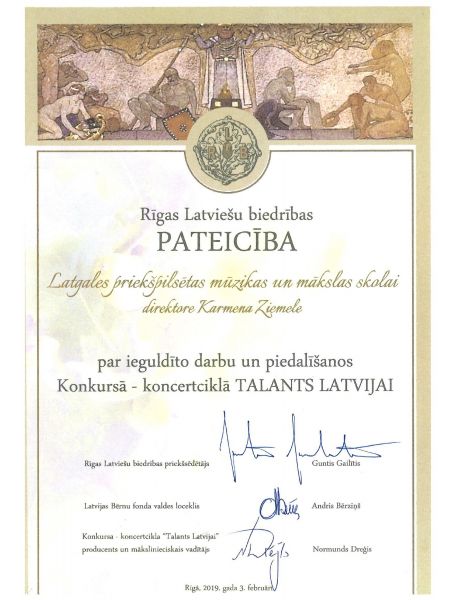 Rīgas Latviešu biedrības
PATEICĪBA
Latgales priekšpilsētas mūzikas un mākslas skolai
direktore Karmena Ziemele
par ieguldīto darbu un piedalīšanos
Konkursā - koncertciklā TALANTS LATVIJAI
Rīgas Latviešu biedrības priekšsēdētājs
Guntis Gailītis
Latvijas Bērnu fonda valdes loceklis
Andris Bērziņš
Konkursa - koncertcikla "Talants Latvijai"
producents un mākslinieciskais vadītājs
Normunds Dreģis
Rīgā, 2019. gada 3. februārī